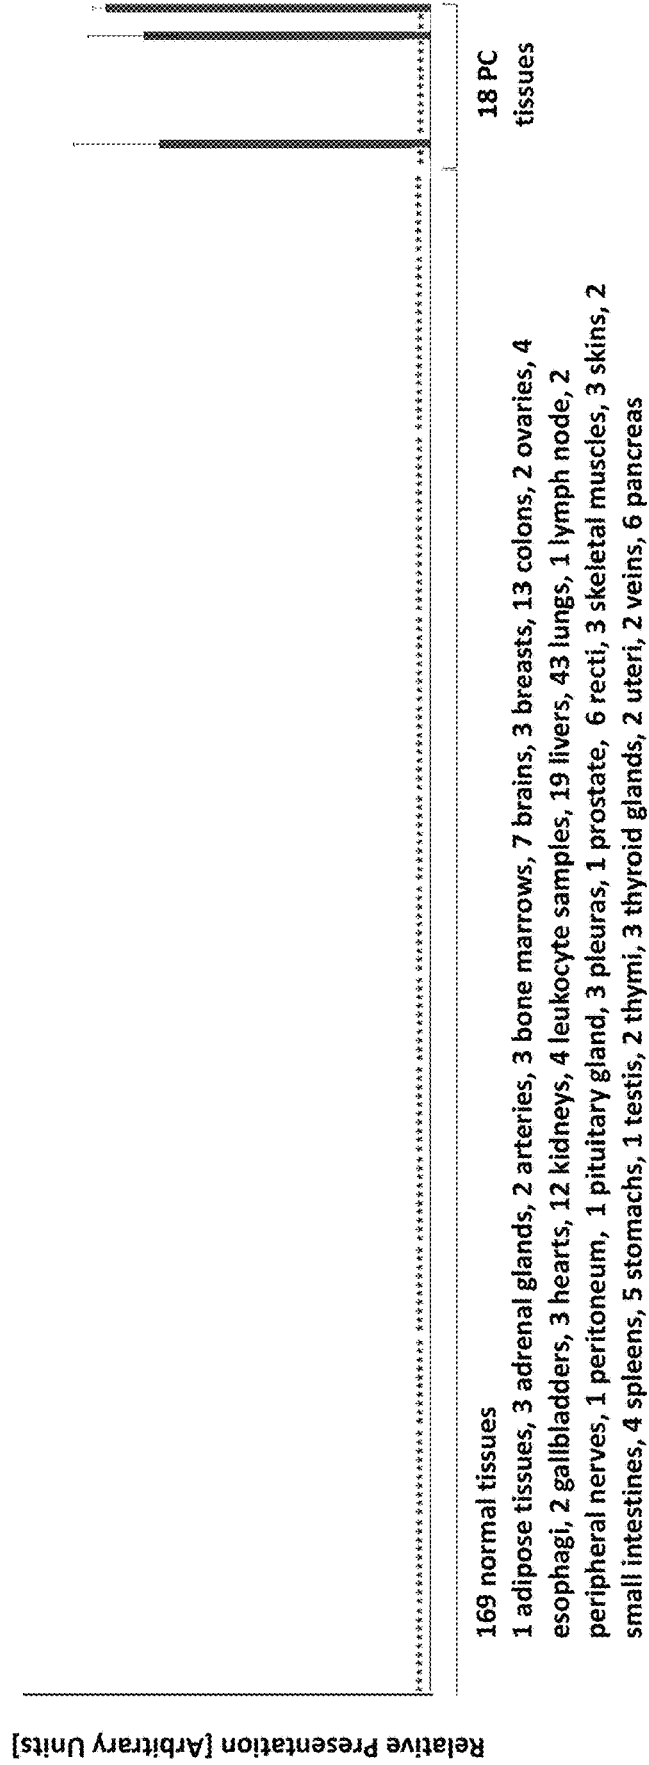 Relative Presentation [Arbitrary Units]
169 normal tissues
1 adipose tissues, 3 adrenal glands, 2 arteries, 3 bone marrows, 7 brains, 3 breasts, 13 colons, 2 ovaries, 4
esophagi, 2 gallbladders, 3 hearts, 12 kidneys, 4 leukocyte samples, 19 livers, 43 lungs, 1 lymph node, 2
peripheral nerves, 1 peritoneum, 1 pituitary gland, 3 pleuras, 1 prostate, 6 recti, 3 skeletal muscles, 3 skins, 2
small intestines, 4 spleens, 5 stomachs, 1 testis, 2 thymi, 3 thyroid glands, 2 uteri, 2 veins, 6 pancreas
18 PC
tissues